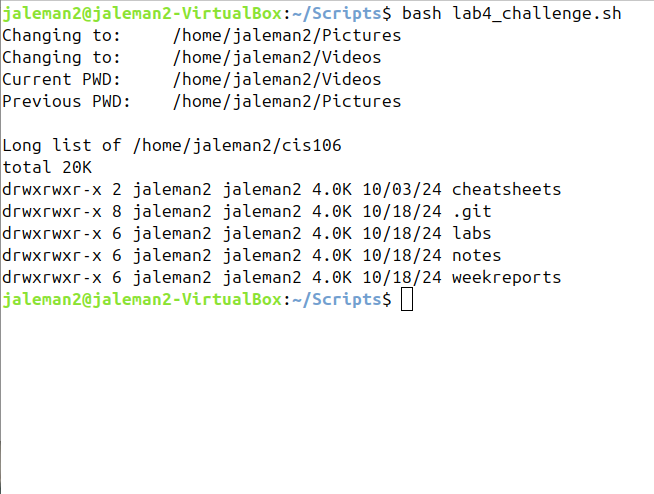 jaleman2@jaleman2-VirtualBox:~/Scripts$ bash lab4_challenge.sh
Changing to:     /home/jaleman2/Pictures
Changing to:     /home/jaleman2/Videos
Current PWD:     /home/jaleman2/Videos
Previous PWD:    /home/jaleman2/Pictures

Long list of /home/jaleman2/cis106
total 20K
drwxrwxr-x 2 jaleman2 jaleman2 4.0K 10/03/24 cheatsheets
drwxrwxr-x 8 jaleman2 jaleman2 4.0K 10/18/24 .git
drwxrwxr-x 6 jaleman2 jaleman2 4.0K 10/18/24 labs
drwxrwxr-x 6 jaleman2 jaleman2 4.0K 10/18/24 notes
drwxrwxr-x 6 jaleman2 jaleman2 4.0K 10/18/24 weekreports
jaleman2@jaleman2-VirtualBox:~/Scripts$